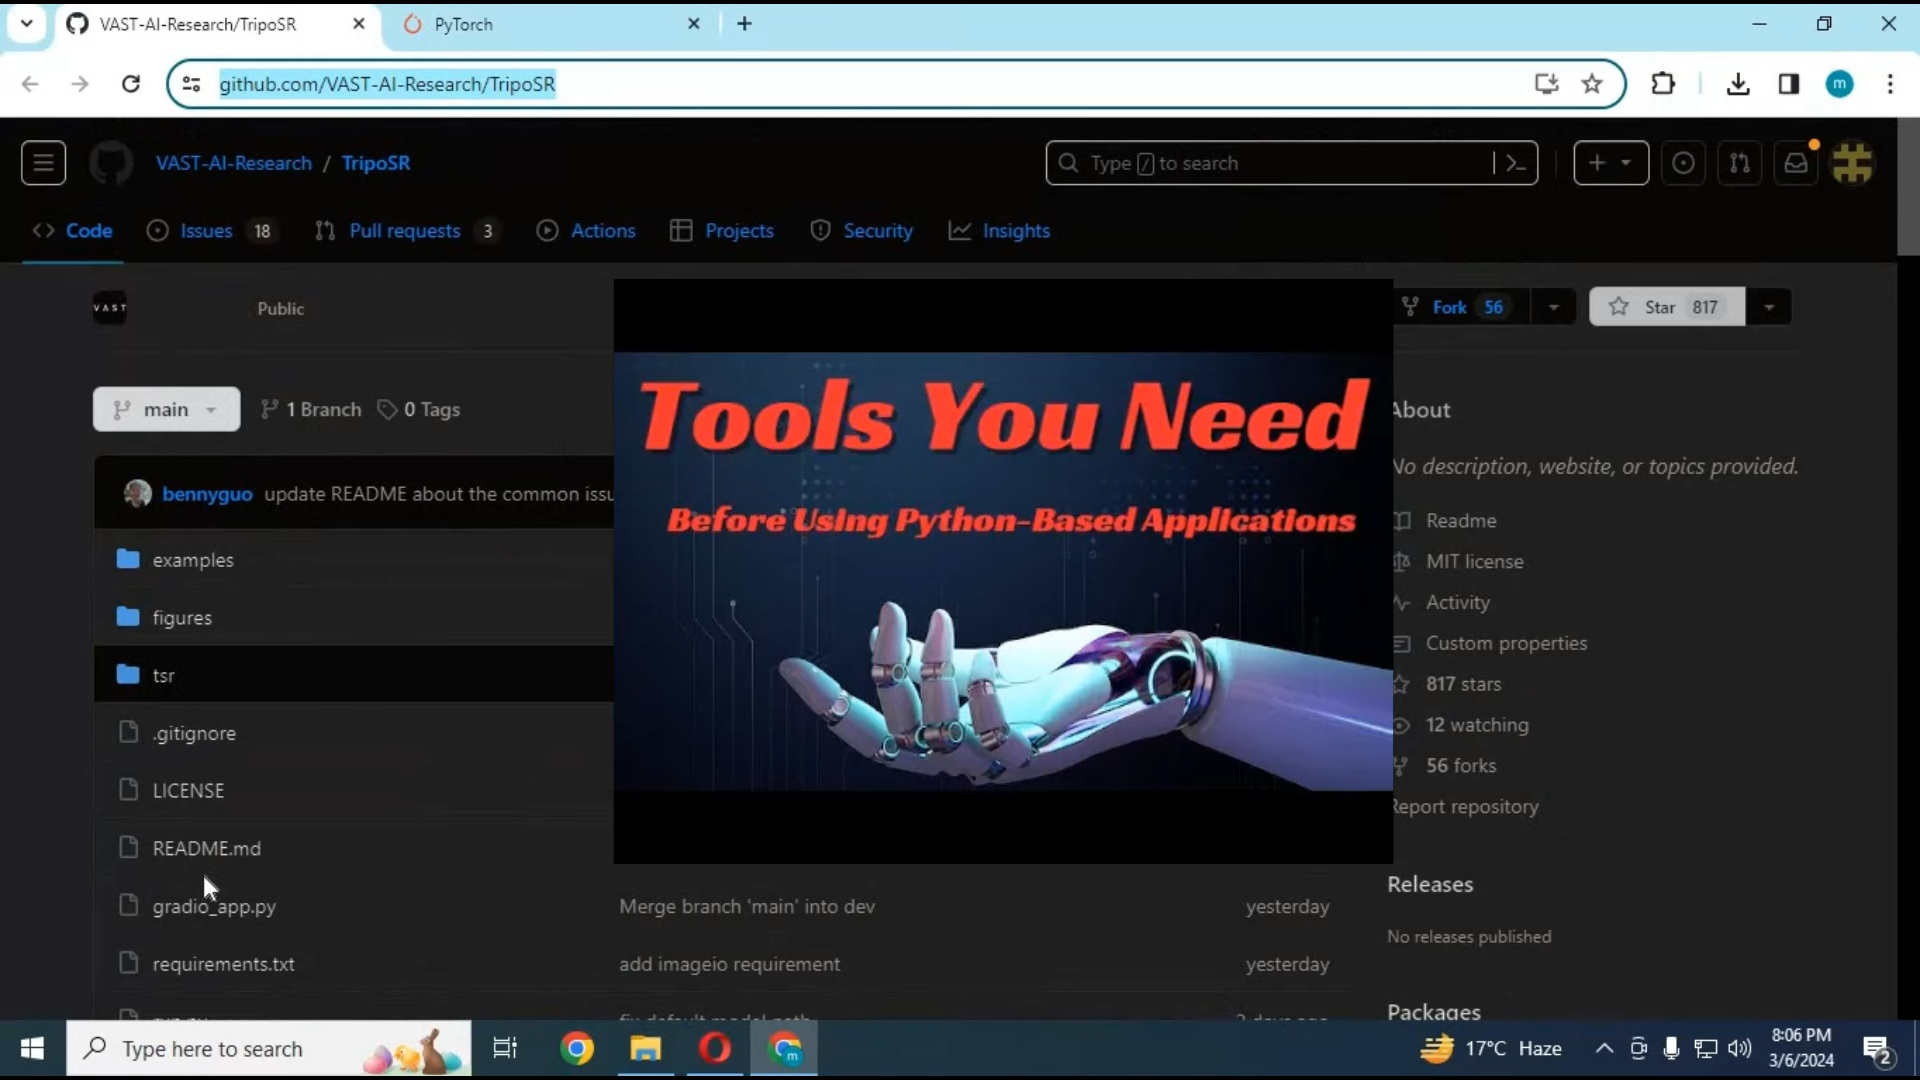 VAST-AI-Research/TripoSR
PyTorch
github.com/VAST-AI-Research/TripoSR
m
VAST-AI-Research / TripoSR
Type / to search
Code
Issues 18
Pull requests 3
Actions
Projects
Security
Insights
VAST
Public
Fork 56
Star 817
main
1 Branch
0 Tags
bennyguo update README about the common issu
examples
figures
tsr
.gitignore
LICENSE
README.md
gradio_app.py Merge branch 'main' into dev yesterday
requirements.txt add imageio requirement yesterday
Tools You Need
Before Using Python-Based Applications
About
No description, website, or topics provided.
Readme
MIT license
Activity
Custom properties
817 stars
12 watching
56 forks
Report repository
Releases
No releases published
Packages
Type here to search
m
17°C Haze
8:06 PM
3/6/2024
2